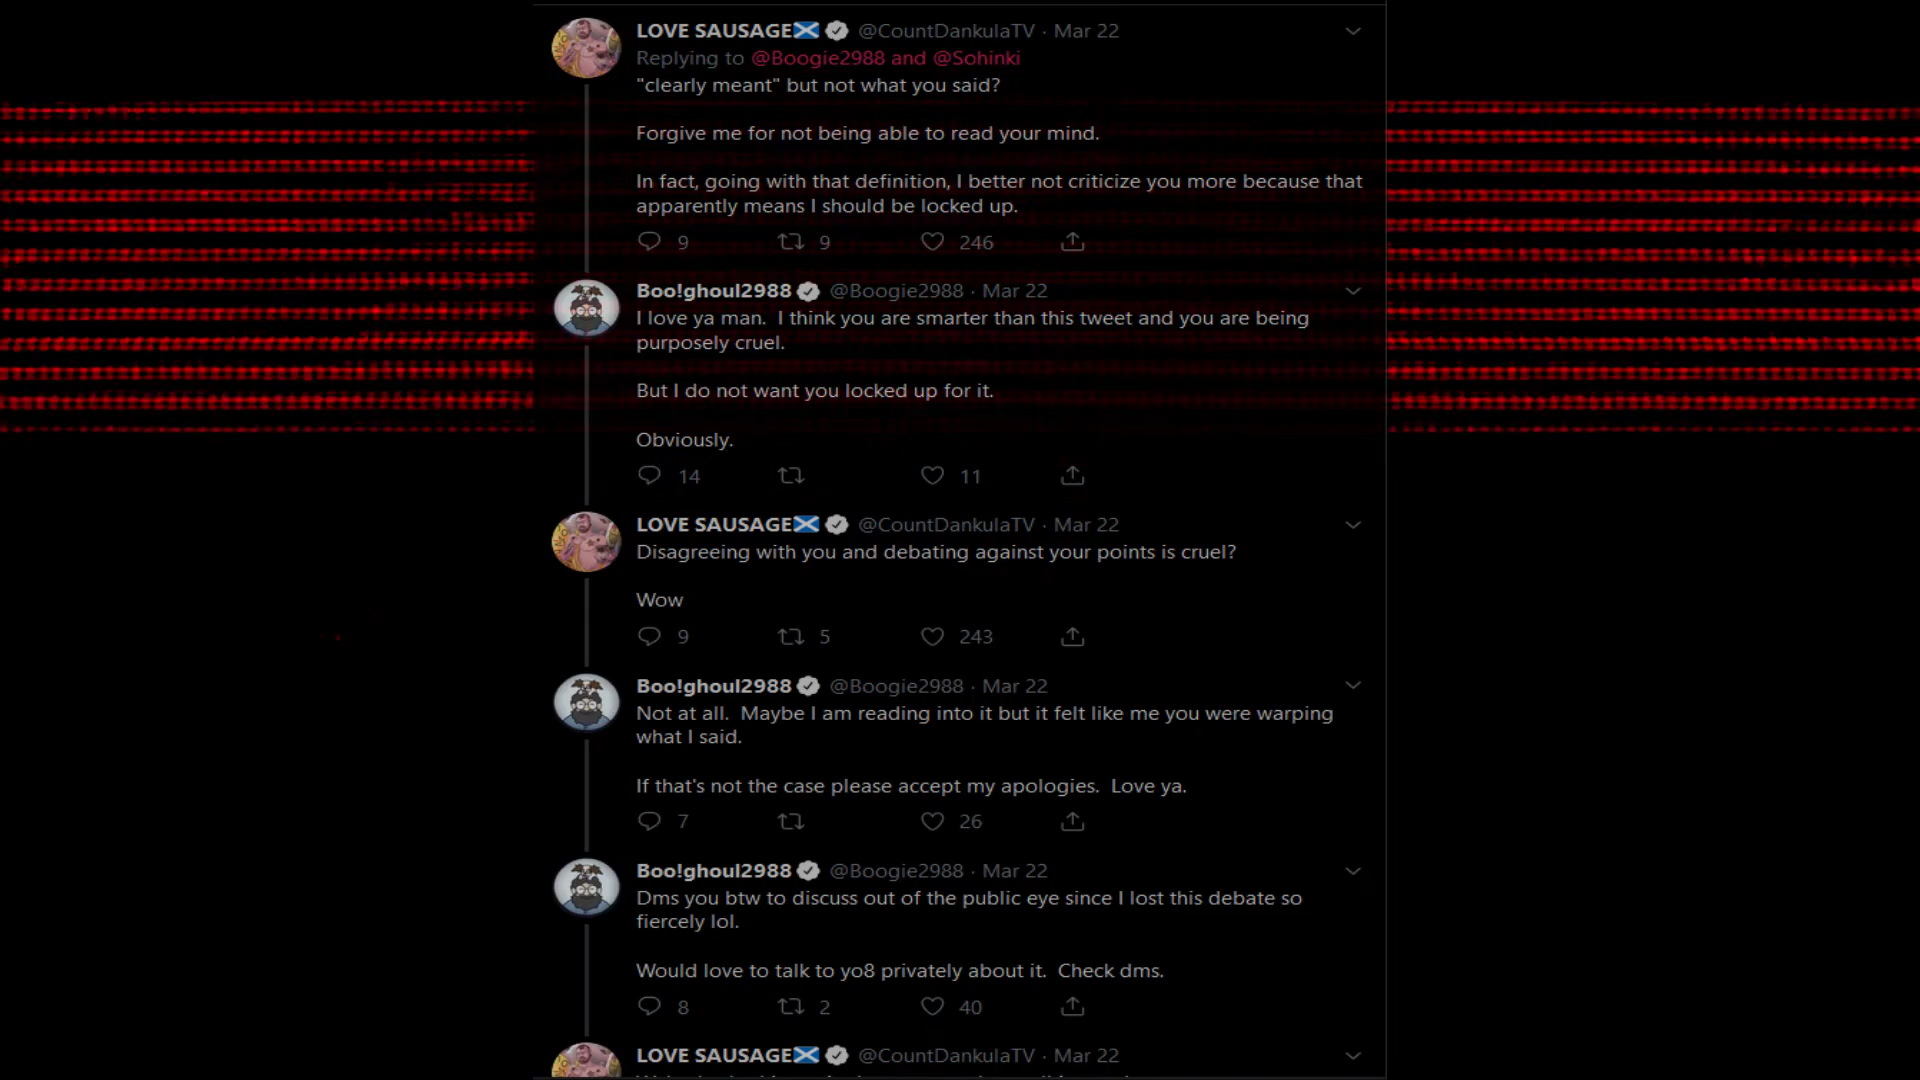 LOVE SAUSAGE @CountDankulaTV · Mar 22
Replying to @Boogie2988 and @Sohinki
"clearly meant" but not what you said?
Forgive me for not being able to read your mind.
In fact, going with that definition, I better not criticize you more because that
apparently means I should be locked up.
9 9 246
Boo!ghoul2988 @Boogie2988 · Mar 22
I love ya man.  I think you are smarter than this tweet and you are being
purposely cruel.
But I do not want you locked up for it.
Obviously.
14 11
LOVE SAUSAGE @CountDankulaTV · Mar 22
Disagreeing with you and debating against your points is cruel?
Wow
9 5 243
Boo!ghoul2988 @Boogie2988 · Mar 22
Not at all.  Maybe I am reading into it but it felt like me you were warping
what I said.
If that's not the case please accept my apologies.  Love ya.
7 26
Boo!ghoul2988 @Boogie2988 · Mar 22
Dms you btw to discuss out of the public eye since I lost this debate so
fiercely lol.
Would love to talk to yo8 privately about it.  Check dms.
8 2 40
LOVE SAUSAGE @CountDankulaTV · Mar 22